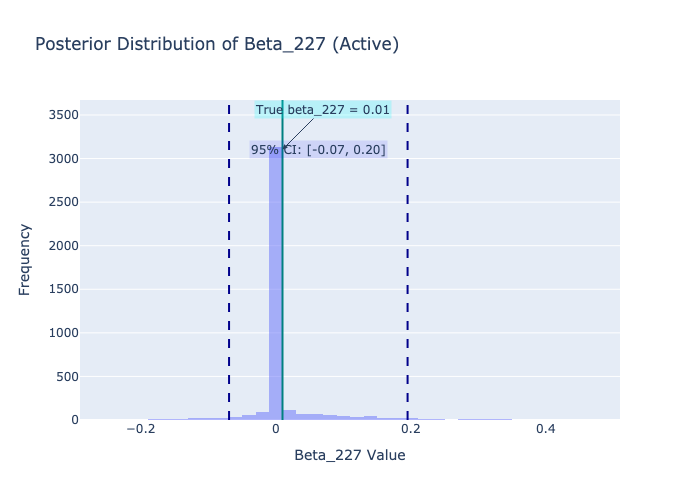 Posterior Distribution of Beta_227 (Active)
True beta_227 = 0.01
95% CI: [-0.07, 0.20]
3500
3000
2500
2000
1500
1000
500
0
Frequency
−0.2
0
0.2
0.4
Beta_227 Value